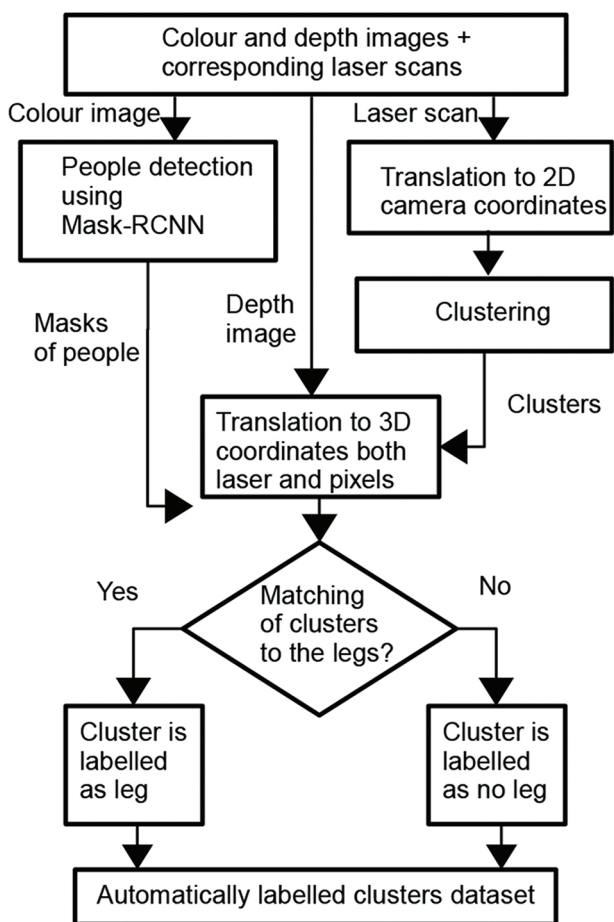 Colour and depth images +
corresponding laser scans
Colour image
Laser scan
People detection
using
Mask-RCNN
Translation to 2D
camera coordinates
Clustering
Depth
image
Masks
of people
Clusters
Translation to 3D
coordinates both
laser and pixels
Matching
of clusters
to the legs?
Yes
No
Cluster is
labelled
as leg
Cluster is
labelled
as no leg
Automatically labelled clusters dataset